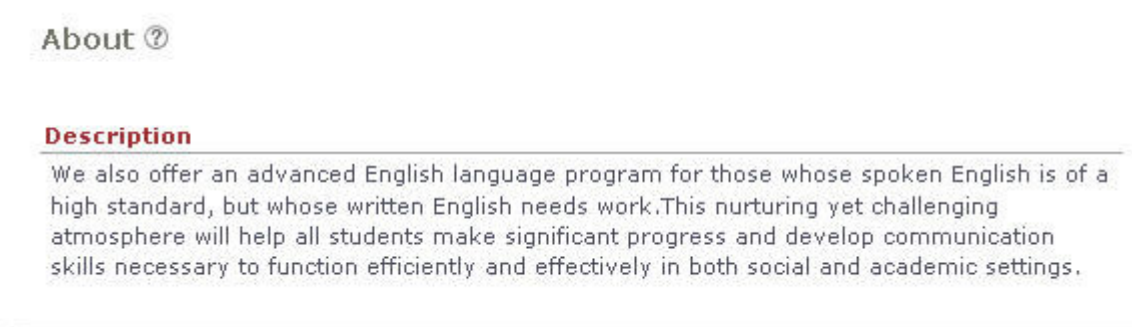 About ?
Description
We also offer an advanced English language program for those whose spoken English is of a
high standard, but whose written English needs work.This nurturing yet challenging
atmosphere will help all students make significant progress and develop communication
skills necessary to function efficiently and effectively in both social and academic settings.